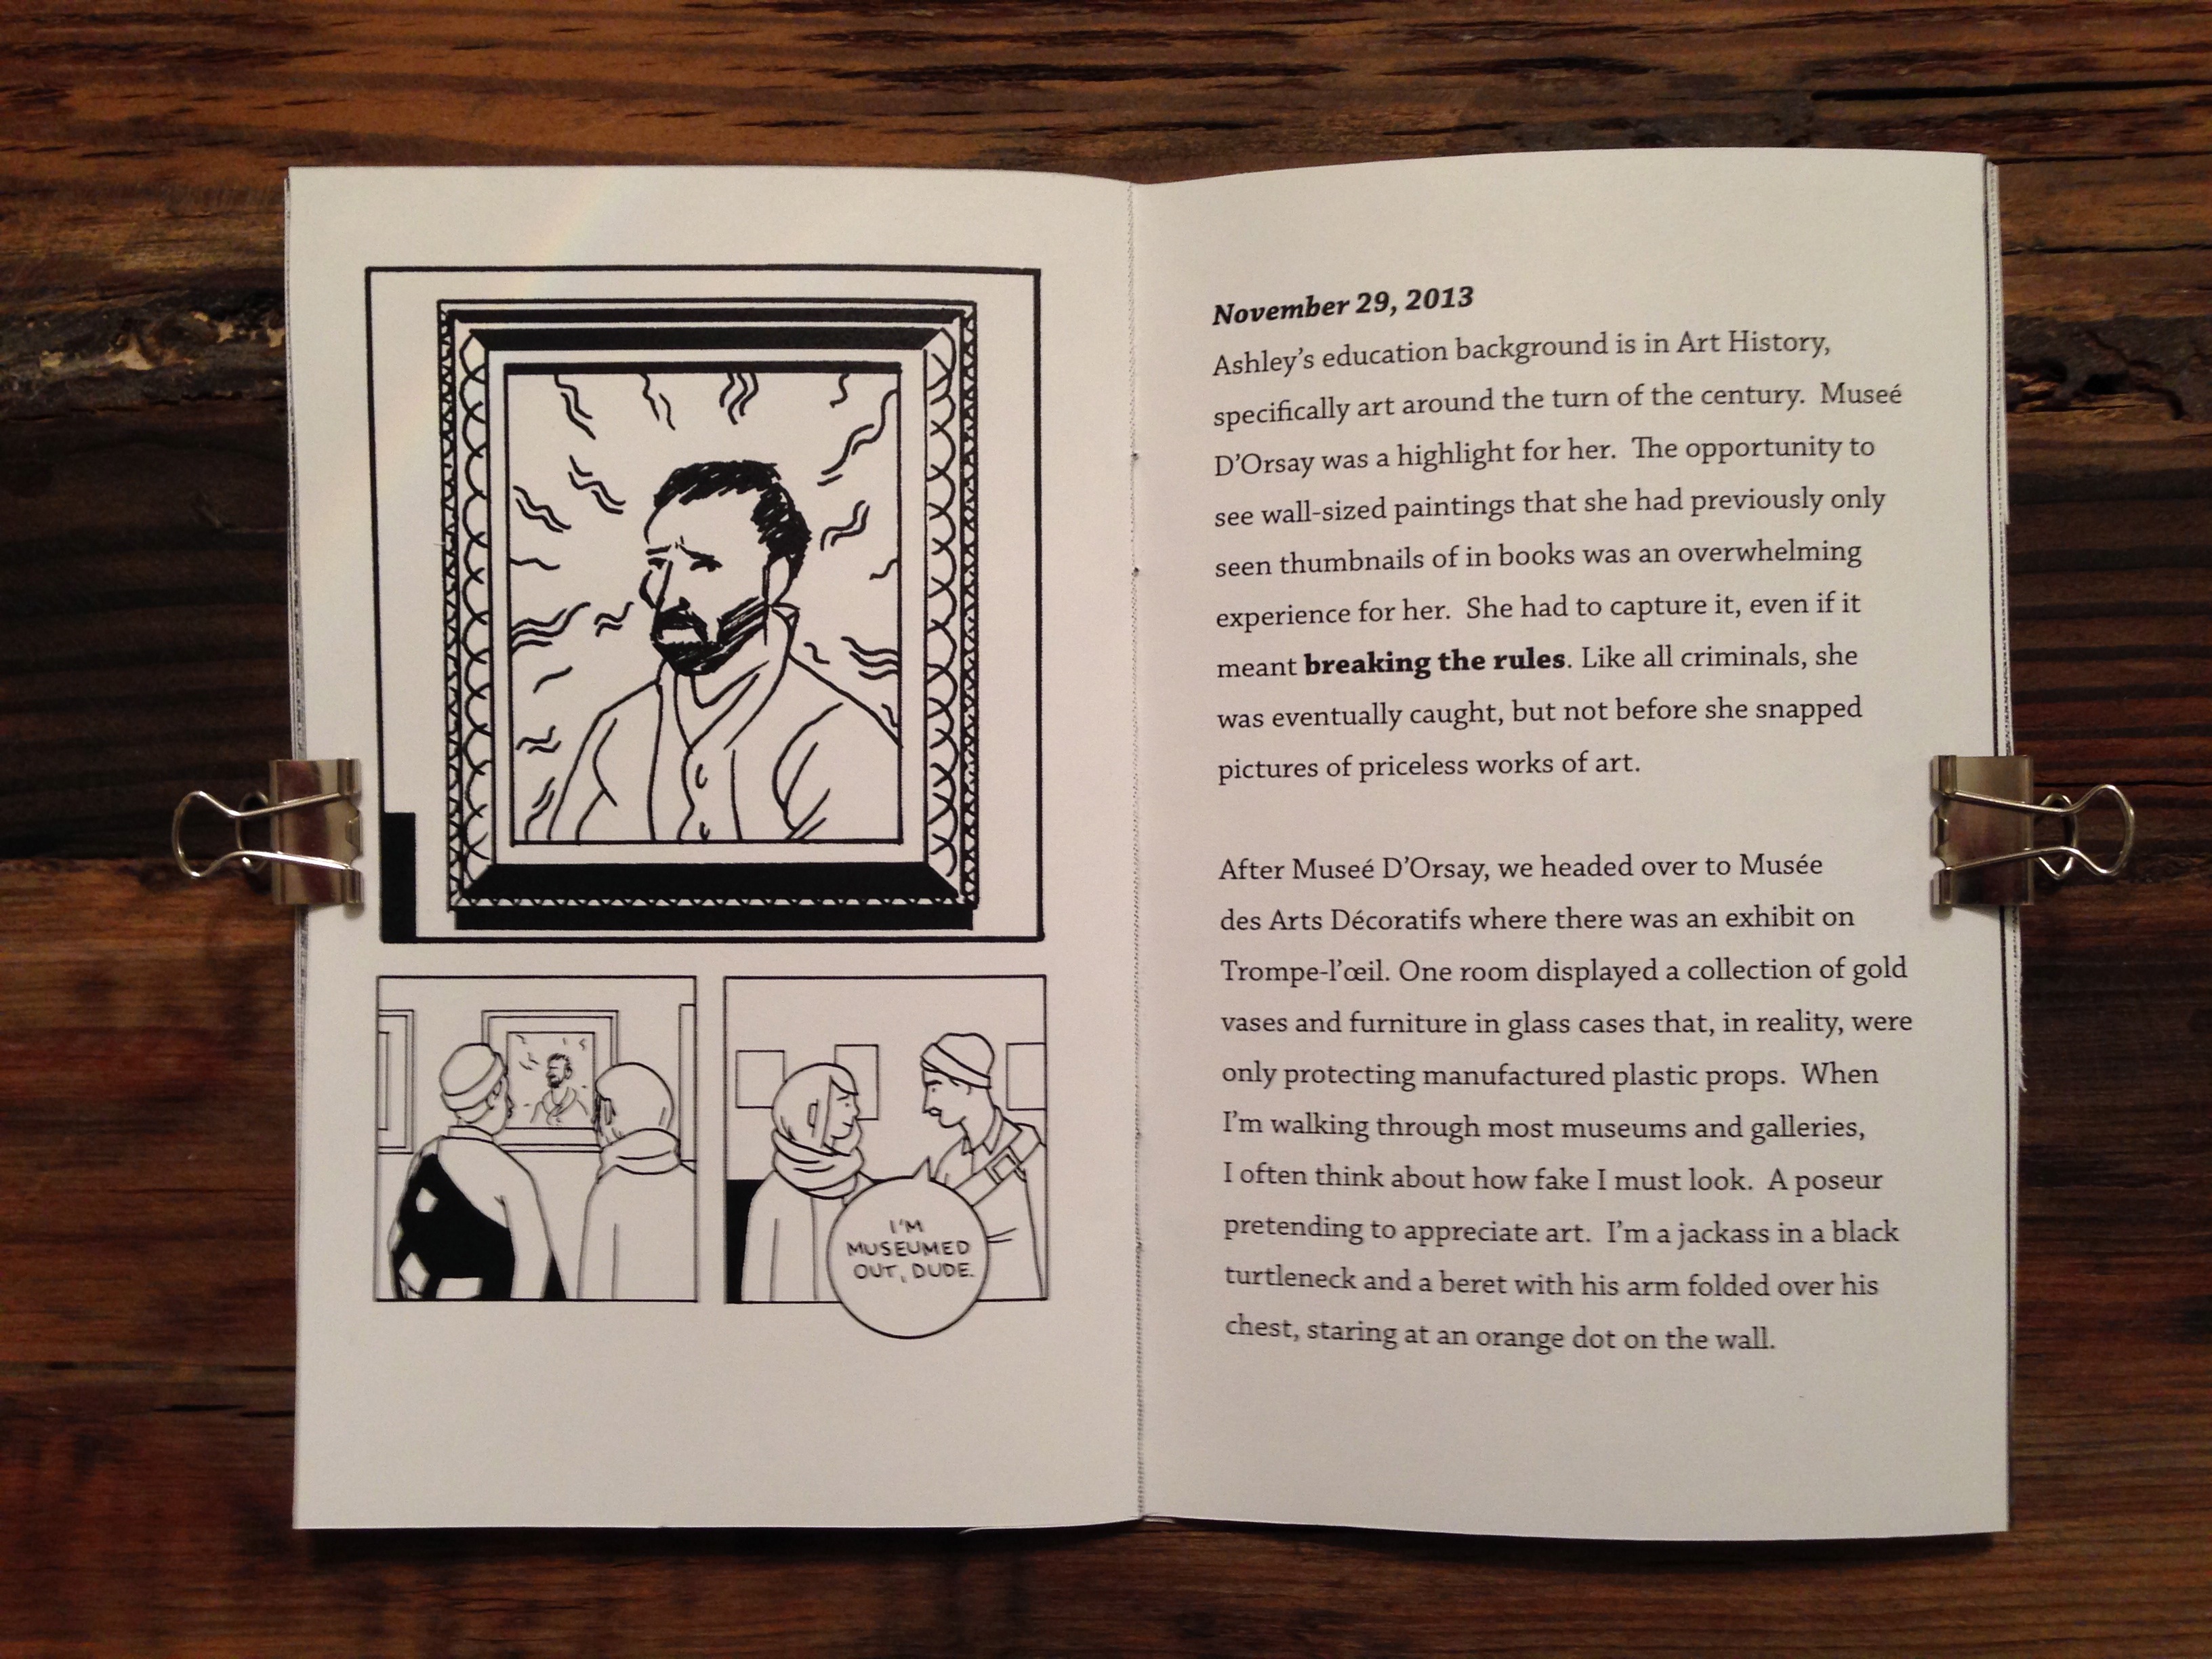 I'M
MUSEUMED
OUT, DUDE.
November 29, 2013
Ashley's education background is in Art History,
specifically art around the turn of the century.  Museé
D'Orsay was a highlight for her.  The opportunity to
see wall-sized paintings that she had previously only
seen thumbnails of in books was an overwhelming
experience for her.  She had to capture it, even if it
meant breaking the rules. Like all criminals, she
was eventually caught, but not before she snapped
pictures of priceless works of art.
After Museé D'Orsay, we headed over to Musée
des Arts Décoratifs where there was an exhibit on
Trompe-l'œil. One room displayed a collection of gold
vases and furniture in glass cases that, in reality, were
only protecting manufactured plastic props.  When
I'm walking through most museums and galleries,
I often think about how fake I must look.  A poseur
pretending to appreciate art.  I'm a jackass in a black
turtleneck and a beret with his arm folded over his
chest, staring at an orange dot on the wall.